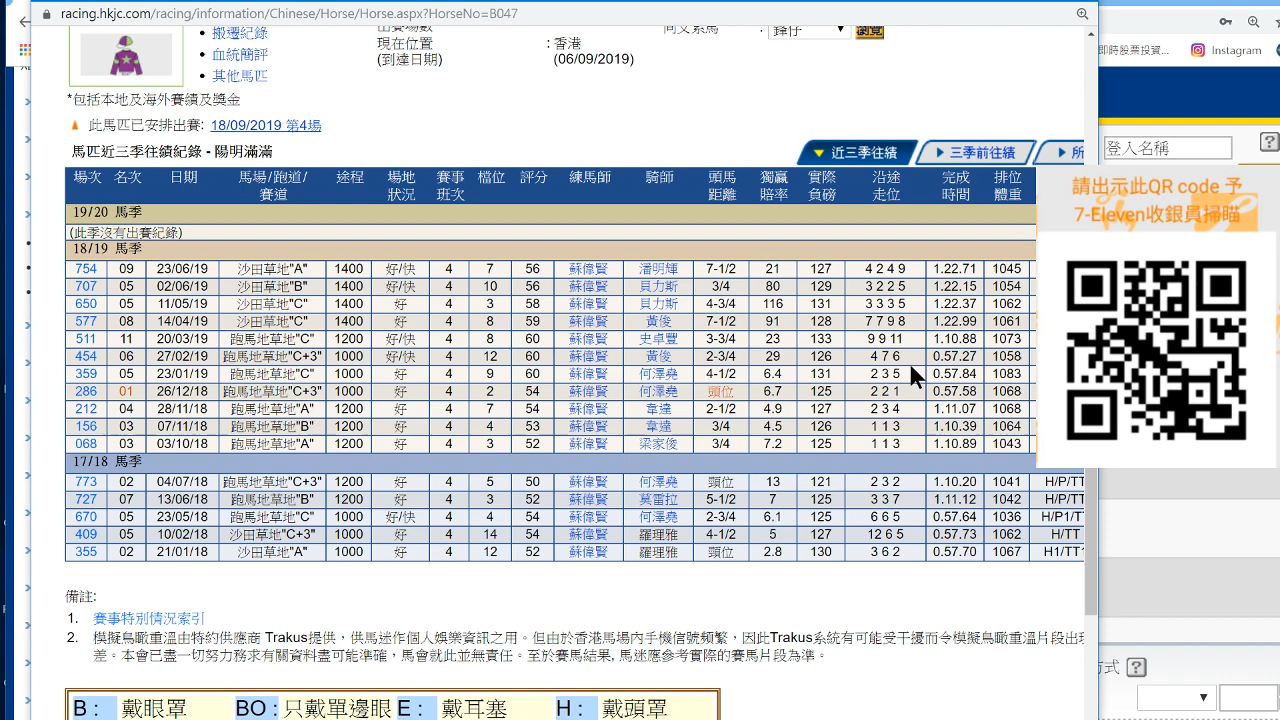 racing.hkjc.com/racing/information/Chinese/Horse/Horse.aspx?HorseNo=B047
即時股票投資... Instagram
搬遷紀錄
血統簡評
其他馬匹
出賽場數
現在位置 : 香港
(到達日期) (06/09/2019)
同父系馬 : 鋒仔 瀏覽
*包括本地及海外賽績及獎金
此馬匹已安排出賽: 18/09/2019 第4場
馬匹近三季往績紀錄 - 陽明滿滿
近三季往績 三季前往績 所
登入名稱
場次 名次 日期 馬場/跑道/賽道 途程 場地狀況 賽事班次 檔位 評分 練馬師 騎師 頭馬距離 獨贏賠率 實際負磅 沿途走位 完成時間 排位體重
19/20 馬季
(此季沒有出賽紀錄)
18/19 馬季
754 09 23/06/19 沙田草地"A" 1400 好/快 4 7 56 蘇偉賢 潘明輝 7-1/2 21 127 4 2 4 9 1.22.71 1045
707 05 02/06/19 沙田草地"B" 1400 好/快 4 10 56 蘇偉賢 貝力斯 3/4 80 129 3 2 2 5 1.22.15 1054
650 05 11/05/19 沙田草地"C" 1400 好 4 3 58 蘇偉賢 貝力斯 4-3/4 116 131 3 3 3 5 1.22.37 1062
577 08 14/04/19 沙田草地"C" 1400 好 4 8 59 蘇偉賢 黃俊 7-1/2 91 128 7 7 9 8 1.22.99 1061
511 11 20/03/19 跑馬地草地"C" 1200 好/快 4 8 60 蘇偉賢 史卓豐 3-3/4 23 133 9 9 11 1.10.88 1073
454 06 27/02/19 跑馬地草地"C+3" 1000 好/快 4 12 60 蘇偉賢 黃俊 2-3/4 29 126 4 7 6 0.57.27 1058
359 05 23/01/19 跑馬地草地"C" 1000 好 4 9 60 蘇偉賢 何澤堯 4-1/2 6.4 131 2 3 5 0.57.84 1083
286 01 26/12/18 跑馬地草地"C+3" 1000 好 4 2 54 蘇偉賢 何澤堯 頭位 6.7 125 2 2 1 0.57.58 1068
212 04 28/11/18 跑馬地草地"A" 1200 好 4 7 54 蘇偉賢 韋達 2-1/2 4.9 127 2 3 4 1.11.07 1068
156 03 07/11/18 跑馬地草地"B" 1200 好 4 4 53 蘇偉賢 韋達 3/4 4.5 126 1 1 3 1.10.39 1064
068 03 03/10/18 跑馬地草地"A" 1200 好 4 3 52 蘇偉賢 梁家俊 3/4 7.2 125 1 1 3 1.10.89 1043
17/18 馬季
773 02 04/07/18 跑馬地草地"C+3" 1200 好 4 5 50 蘇偉賢 何澤堯 頭位 13 121 2 3 2 1.10.20 1041 H/P/TT
727 07 13/06/18 跑馬地草地"B" 1000 好 4 3 52 蘇偉賢 莫雷拉 5-1/2 7 125 3 3 7 1.11.12 1042 H/P/TT
670 05 23/05/18 跑馬地草地"C" 1000 好/快 4 4 54 蘇偉賢 何澤堯 2-3/4 6.1 125 6 6 5 0.57.64 1036 H/P1/T
409 05 10/02/18 沙田草地"C+3" 1000 好 4 14 54 蘇偉賢 羅理雅 4-1/2 5 127 12 6 5 0.57.73 1062 H/TT
355 02 21/01/18 沙田草地"A" 1000 好 4 12 52 蘇偉賢 羅理雅 頭位 2.8 130 3 6 2 0.57.70 1067 H1/TT1
請出示此QR code 予
7-Eleven收銀員掃瞄
備註:
1. 賽事特別情況索引
2. 模擬鳥瞰重溫由特約供應商 Trakus提供，供馬迷作個人娛樂資訊之用。但由於香港馬場內手機信號頻繁，因此Trakus系統有可能受干擾而令模擬鳥瞰重溫片段出現
差。本會已盡一切努力務求有關資料盡可能準確，馬會就此並無責任。至於賽馬結果, 馬迷應參考實際的賽馬片段為準。
方式
B : 戴眼罩 BO : 只戴單邊眼 E : 戴耳塞 H : 戴頭罩